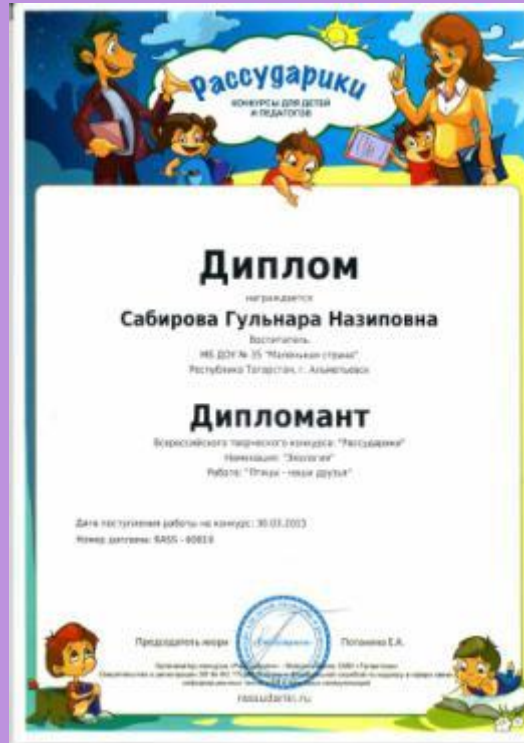 Рассударики
КОНКУРСЫ ДЛЯ ДЕТЕЙ
И ПЕДАГОГОВ
Диплом
награждается
Сабирова Гульнара Назиповна
Воспитатель
МБ ДОУ № 35 "Маленькая страна"
Республика Татарстан, г. Альметьевск
Дипломант
Всероссийского творческого конкурса: "Рассударики"
Номинация: "Экология"
Работа: "Птицы - наши друзья"
Дата поступления работы на конкурс: 30.03.2015
Номер диплома: RASS -
Председатель жюри Потанина Е.А.
rassudariki.ru